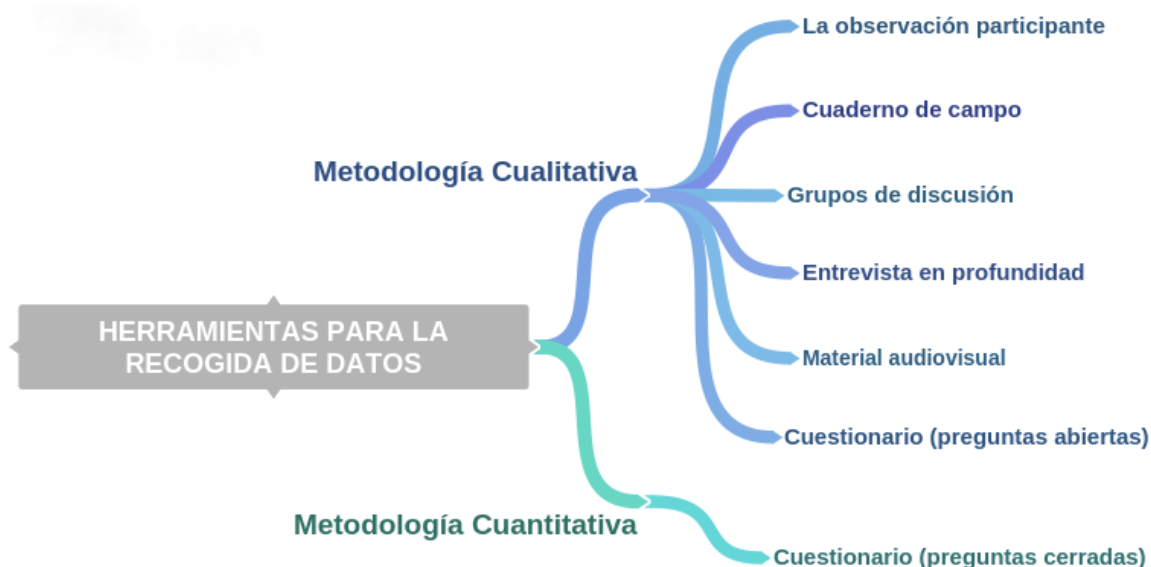 La observación participante
Cuaderno de campo
Metodología Cualitativa
Grupos de discusión
Entrevista en profundidad
HERRAMIENTAS PARA LA
RECOGIDA DE DATOS
Material audiovisual
Cuestionario (preguntas abiertas)
Metodología Cuantitativa
Cuestionario (preguntas cerradas)